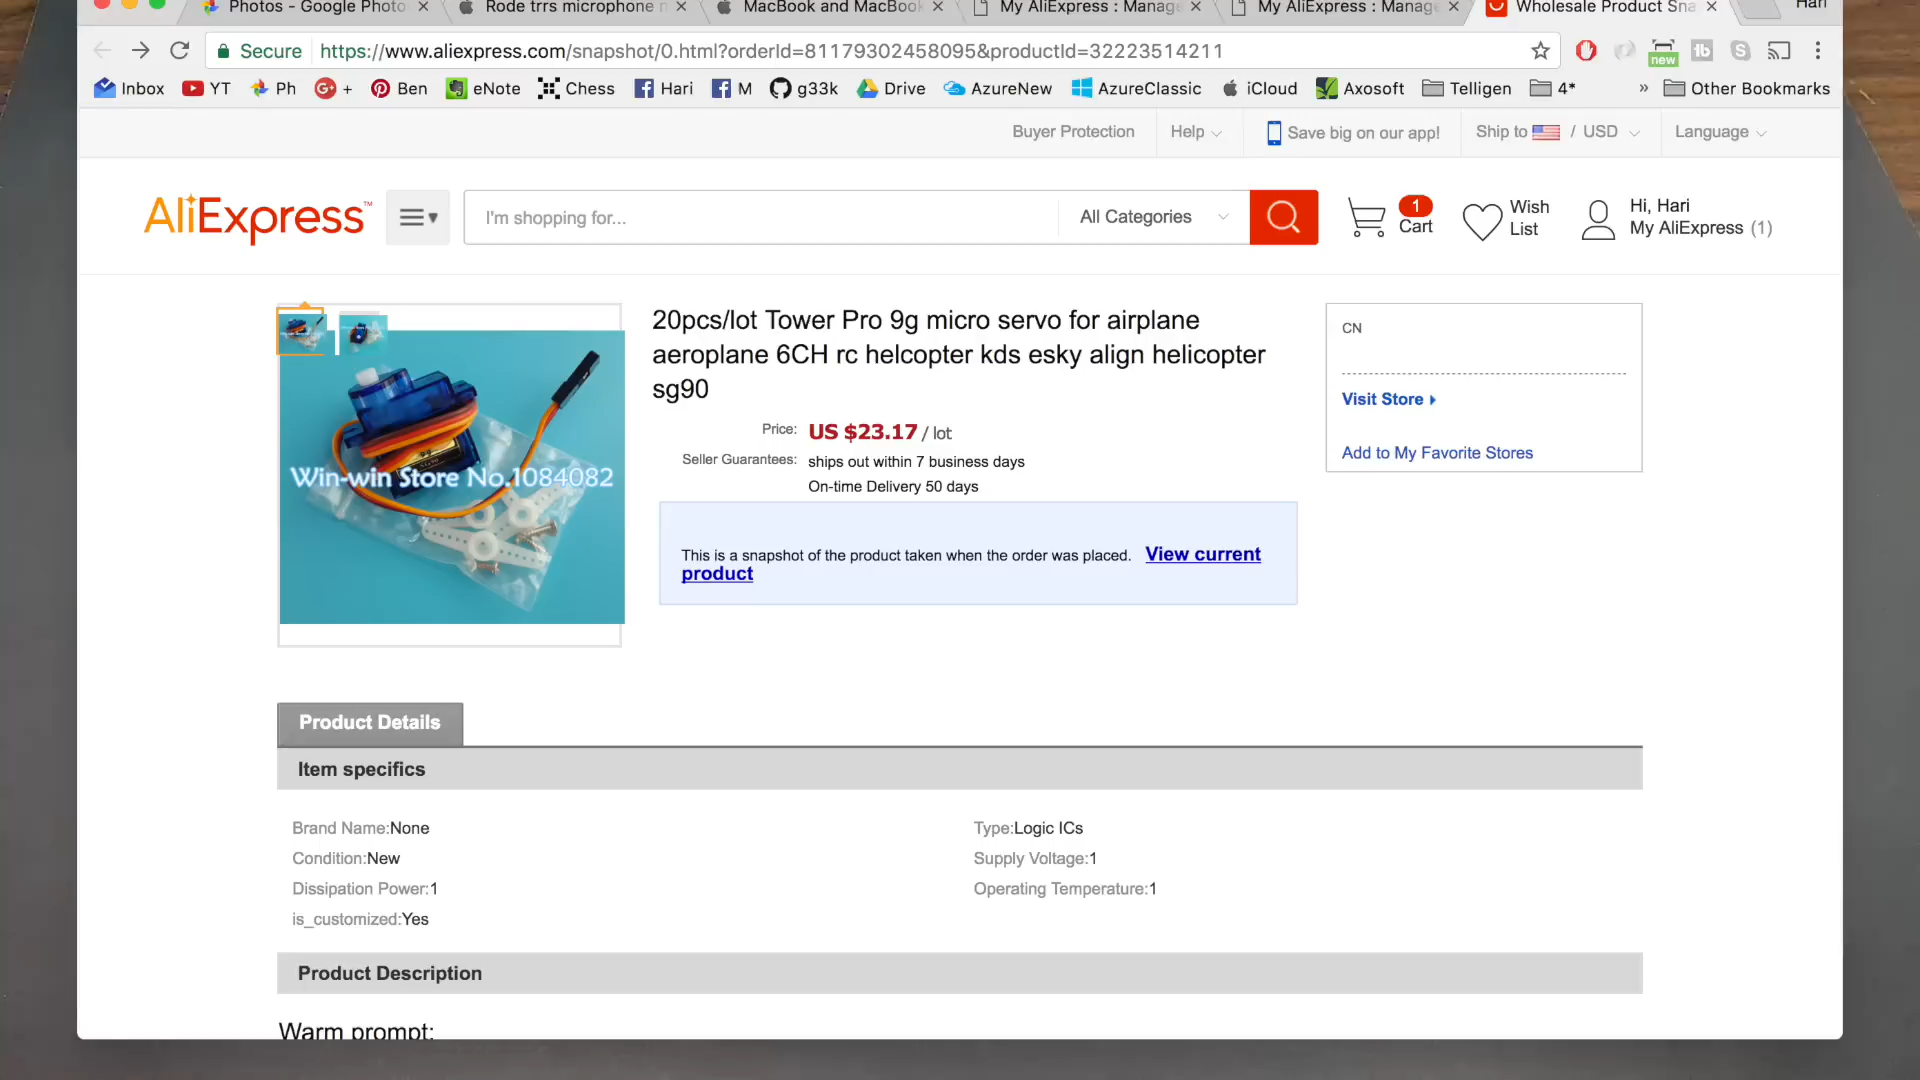 Photos - Google Photo
Rode trrs microphone
MacBook and MacBook
My AliExpress : Manage
My AliExpress : Manage
Wholesale Product Sna
Hari
Secure
https://www.aliexpress.com/snapshot/0.html?orderId=81179302458095&productId=32223514211
new
Inbox
YT
Ph
+
Ben
eNote
Chess
Hari
M
g33k
Drive
AzureNew
AzureClassic
iCloud
Axosoft
Telligen
4*
»
Other Bookmarks
Buyer Protection
Help
Save big on our app!
Ship to / USD
Language
AliExpress™
I'm shopping for...
All Categories
1
Cart
Wish
List
Hi, Hari
My AliExpress (1)
20pcs/lot Tower Pro 9g micro servo for airplane
aeroplane 6CH rc helcopter kds esky align helicopter
sg90
Price: US $23.17 / lot
Seller Guarantees: ships out within 7 business days
On-time Delivery 50 days
This is a snapshot of the product taken when the order was placed. View current
product
CN
Visit Store
Add to My Favorite Stores
Win-win Store No.1084082
Product Details
Item specifics
Brand Name:None
Type:Logic ICs
Condition:New
Supply Voltage:1
Dissipation Power:1
Operating Temperature:1
is_customized:Yes
Product Description
Warm prompt: